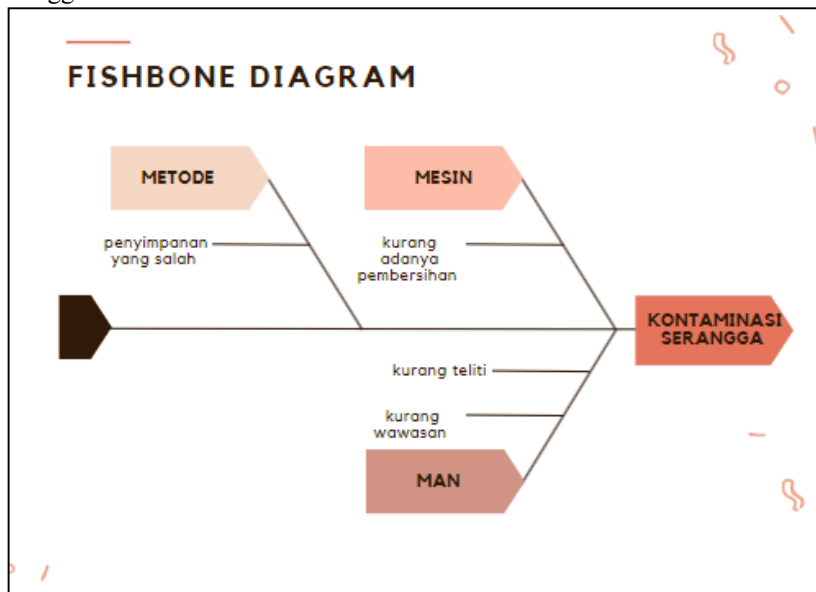 FISHBONE DIAGRAM
METODE
MESIN
penyimpanan
yang salah
kurang
adanya
pembersihan
KONTAMINASI
SERANGGA
kurang teliti
kurang
wawasan
MAN